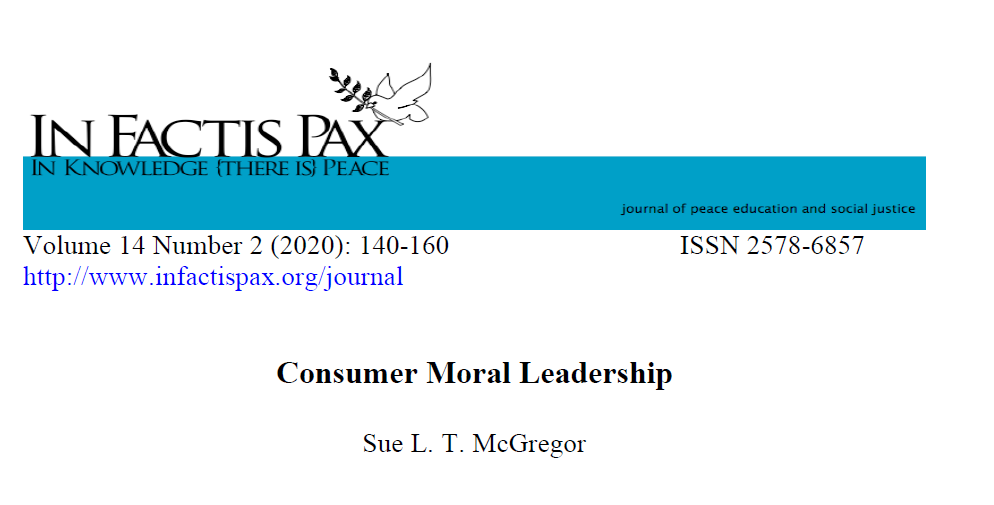 IN FACTIS PAX
IN KNOWLEDGE {THERE IS} PEACE
journal of peace education and social justice
Volume 14 Number 2 (2020): 140-160 ISSN 2578-6857
http://www.infactispax.org/journal
Consumer Moral Leadership
Sue L. T. McGregor